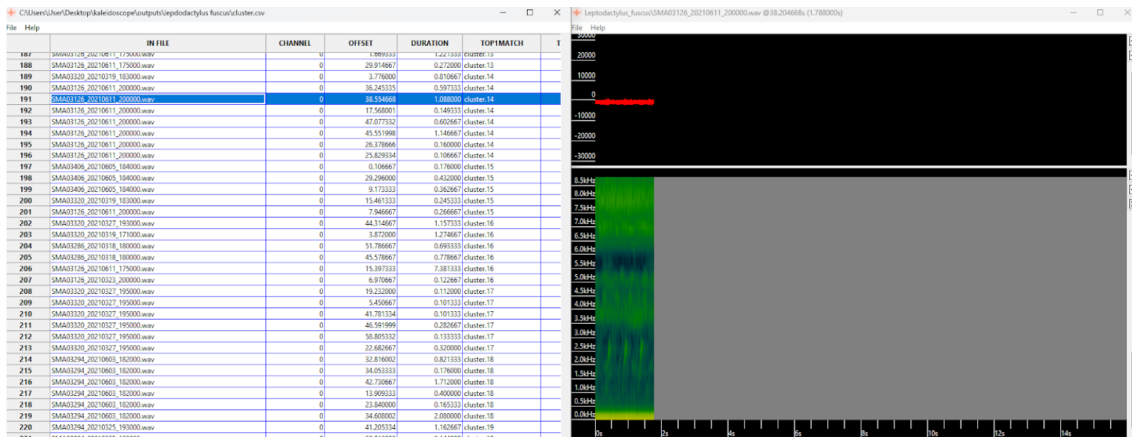 C:\Users\User\Desktop\kaleidoscope\outputs\lepdodactylus fuscus\cluster.csv
File Help
IN FILE CHANNEL OFFSET DURATION TOP1MATCH T
187 SMA03126_20210611_175000.wav 0 1.669333 1.221333 cluster.13
188 SMA03126_20210611_175000.wav 0 29.914667 0.272000 cluster.13
189 SMA03320_20210319_183000.wav 0 3.776000 0.810667 cluster.14
190 SMA03126_20210611_200000.wav 0 36.245335 0.597333 cluster.14
191 SMA03126_20210611_200000.wav 0 38.554668 1.088000 cluster.14
192 SMA03126_20210611_200000.wav 0 17.568001 0.149333 cluster.14
193 SMA03126_20210611_200000.wav 0 47.077332 0.602667 cluster.14
194 SMA03126_20210611_200000.wav 0 45.551998 1.146667 cluster.14
195 SMA03126_20210611_200000.wav 0 26.378666 0.160000 cluster.14
196 SMA03126_20210611_200000.wav 0 25.829334 0.106667 cluster.14
197 SMA03406_20210605_184000.wav 0 0.106667 0.176000 cluster.15
198 SMA03406_20210605_184000.wav 0 29.296000 0.432000 cluster.15
199 SMA03406_20210605_184000.wav 0 9.173333 0.362667 cluster.15
200 SMA03320_20210319_183000.wav 0 15.461333 0.245333 cluster.15
201 SMA03126_20210611_200000.wav 0 7.946667 0.266667 cluster.15
202 SMA03320_20210327_193000.wav 0 44.314667 1.157333 cluster.16
203 SMA03320_20210319_171000.wav 0 3.872000 1.274667 cluster.16
204 SMA03286_20210318_180000.wav 0 51.786667 0.693333 cluster.16
205 SMA03286_20210318_180000.wav 0 45.578667 0.778667 cluster.16
206 SMA03126_20210611_175000.wav 0 15.397333 7.381333 cluster.16
207 SMA03126_20210323_200000.wav 0 6.970667 0.122667 cluster.16
208 SMA03320_20210327_195000.wav 0 19.232000 0.112000 cluster.17
209 SMA03320_20210327_195000.wav 0 5.450667 0.101333 cluster.17
210 SMA03320_20210327_195000.wav 0 41.781334 0.101333 cluster.17
211 SMA03320_20210327_195000.wav 0 46.591999 0.282667 cluster.17
212 SMA03320_20210327_195000.wav 0 58.805332 0.133333 cluster.17
213 SMA03320_20210327_195000.wav 0 22.682667 0.320000 cluster.17
214 SMA03294_20210603_182000.wav 0 32.816002 0.821333 cluster.18
215 SMA03294_20210603_182000.wav 0 34.053333 0.176000 cluster.18
216 SMA03294_20210603_182000.wav 0 42.730667 1.712000 cluster.18
217 SMA03294_20210603_182000.wav 0 13.909333 0.400000 cluster.18
218 SMA03294_20210603_182000.wav 0 23.840000 0.165333 cluster.18
219 SMA03294_20210603_182000.wav 0 34.608002 2.080000 cluster.18
220 SMA03294_20210325_193000.wav 0 41.205334 1.162667 cluster.19
Leptodactylus_fuscus\SMA03126_20210611_200000.wav @38.204668s (1.788000s)
File Help
30000
20000
10000
0
-10000
-20000
-30000
8.5kHz
8.0kHz
7.5kHz
7.0kHz
6.5kHz
6.0kHz
5.5kHz
5.0kHz
4.5kHz
4.0kHz
3.5kHz
3.0kHz
2.5kHz
2.0kHz
1.5kHz
1.0kHz
0.5kHz
0.0kHz
0s 2s 4s 6s 8s 10s 12s 14s